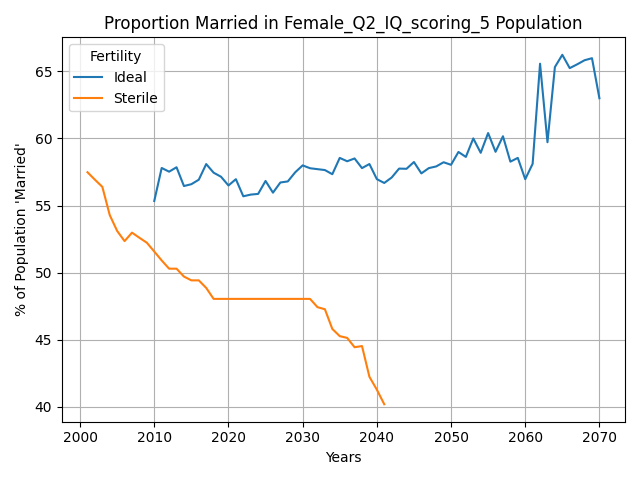 Proportion Married in Female_Q2_IQ_scoring_5 Population
Fertility
Ideal
Sterile
% of Population 'Married'
65
60
55
50
45
40
2000 2010 2020 2030 2040 2050 2060 2070
Years